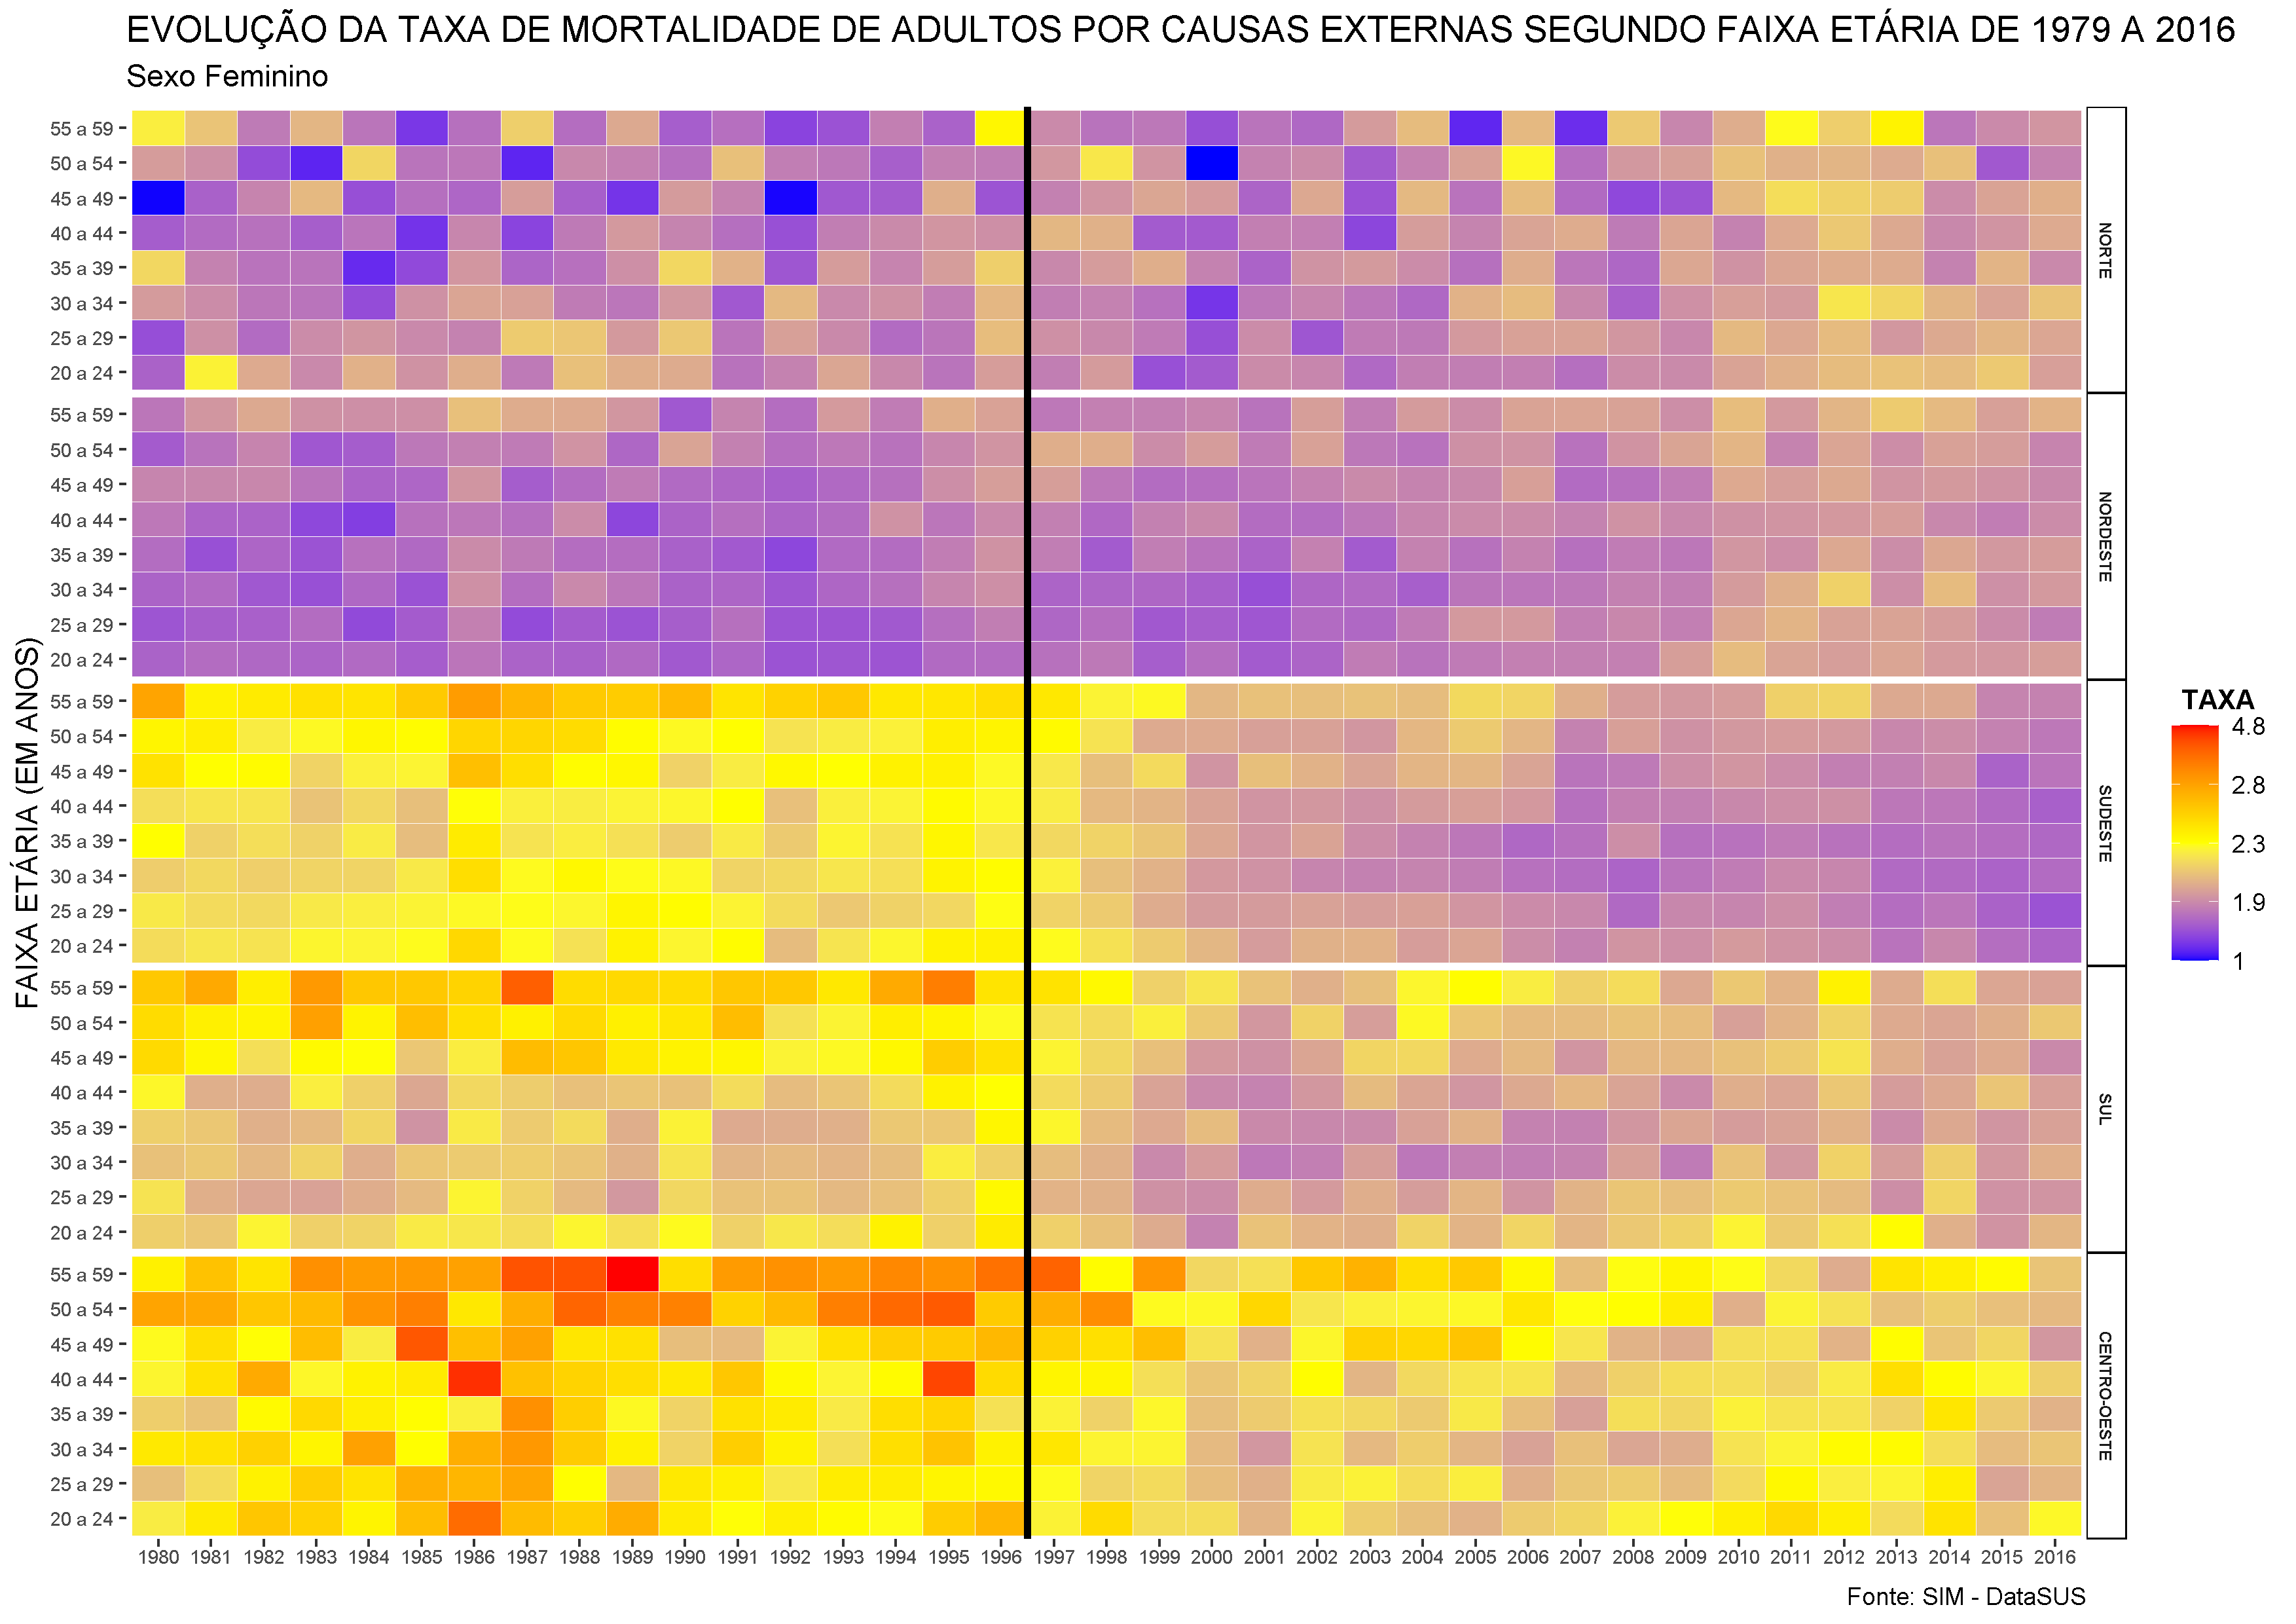 EVOLUÇÃO DA TAXA DE MORTALIDADE DE ADULTOS POR CAUSAS EXTERNAS SEGUNDO FAIXA ETÁRIA DE 1979 A 2016
Sexo Feminino
FAIXA ETÁRIA (EM ANOS)
55 a 59
50 a 54
45 a 49
40 a 44
35 a 39
30 a 34
25 a 29
20 a 24
NORTE
55 a 59
50 a 54
45 a 49
40 a 44
35 a 39
30 a 34
25 a 29
20 a 24
NORDESTE
55 a 59
50 a 54
45 a 49
40 a 44
35 a 39
30 a 34
25 a 29
20 a 24
SUDESTE
55 a 59
50 a 54
45 a 49
40 a 44
35 a 39
30 a 34
25 a 29
20 a 24
SUL
55 a 59
50 a 54
45 a 49
40 a 44
35 a 39
30 a 34
25 a 29
20 a 24
CENTRO-OESTE
1980 1981 1982 1983 1984 1985 1986 1987 1988 1989 1990 1991 1992 1993 1994 1995 1996 1997 1998 1999 2000 2001 2002 2003 2004 2005 2006 2007 2008 2009 2010 2011 2012 2013 2014 2015 2016
TAXA
4.8
2.8
2.3
1.9
1
Fonte: SIM - DataSUS